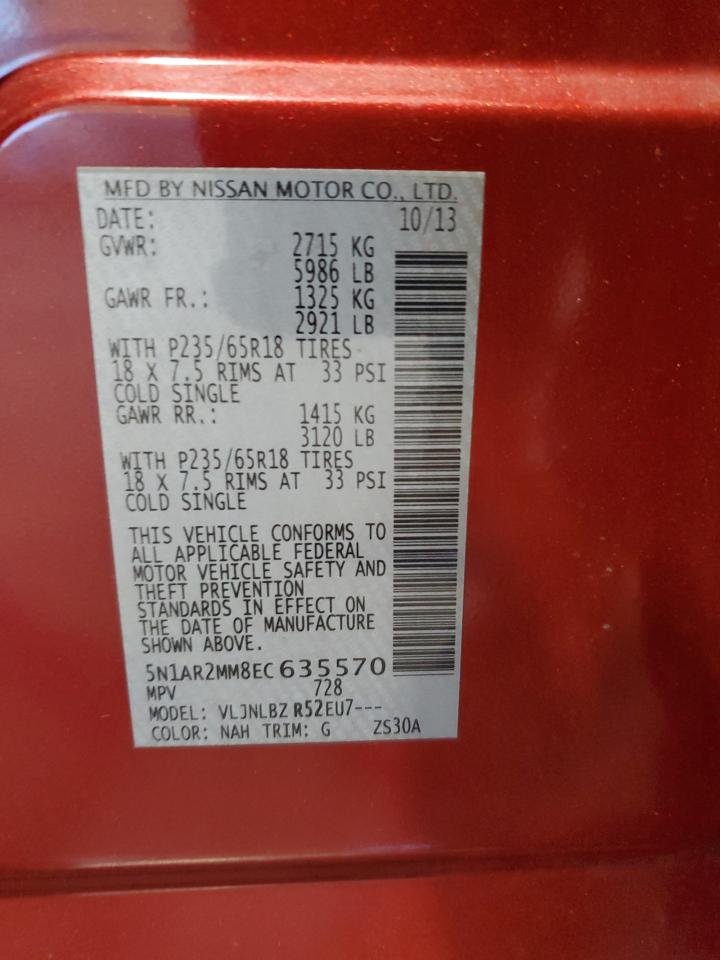 MFD BY NISSAN MOTOR CO., LTD.
DATE: 10/13
GVWR: 2715 KG
5986 LB
GAWR FR.: 1325 KG
2921 LB
WITH P235/65R18 TIRES
18 X 7.5 RIMS AT 33 PSI
COLD SINGLE
GAWR RR.: 1415 KG
3120 LB
WITH P235/65R18 TIRES
18 X 7.5 RIMS AT 33 PSI
COLD SINGLE
THIS VEHICLE CONFORMS TO
ALL APPLICABLE FEDERAL
MOTOR VEHICLE SAFETY AND
THEFT PREVENTION
STANDARDS IN EFFECT ON
THE DATE OF MANUFACTURE
SHOWN ABOVE.
5N1AR2MM8EC635570
MPV 728
MODEL: VLJNLBZ R52EU7---
COLOR: NAH TRIM: G ZS30A